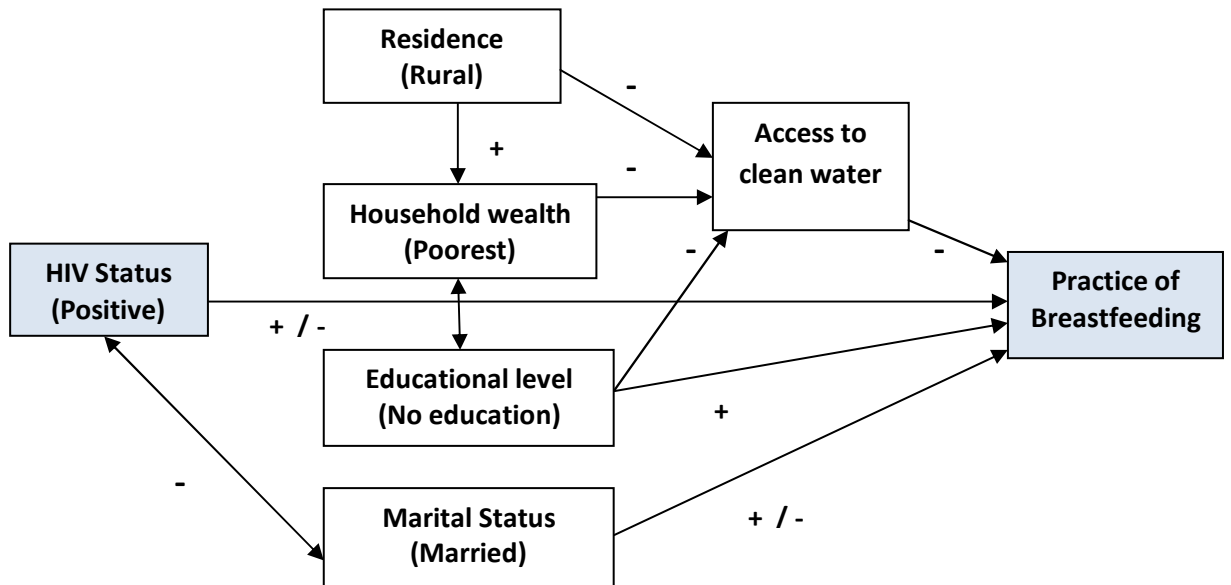 Residence
(Rural)
-
Access to
clean water
+
-
Household wealth
(Poorest)
-
-
HIV Status
(Positive)
Practice of
Breastfeeding
+ / -
Educational level
(No education)
+
-
Marital Status
(Married)
+ / -